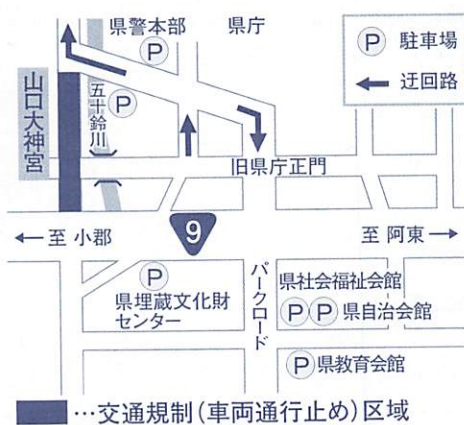 県警本部
県庁
P
P
P 駐車場
← 迂回路
山口大神宮
五十鈴川
旧県庁正門
←至 小郡
9
至 阿東→
P
県埋蔵文化財
センター
パークロード
県社会福祉会館
P P 県自治会館
P 県教育会館
…交通規制(車両通行止め)区域